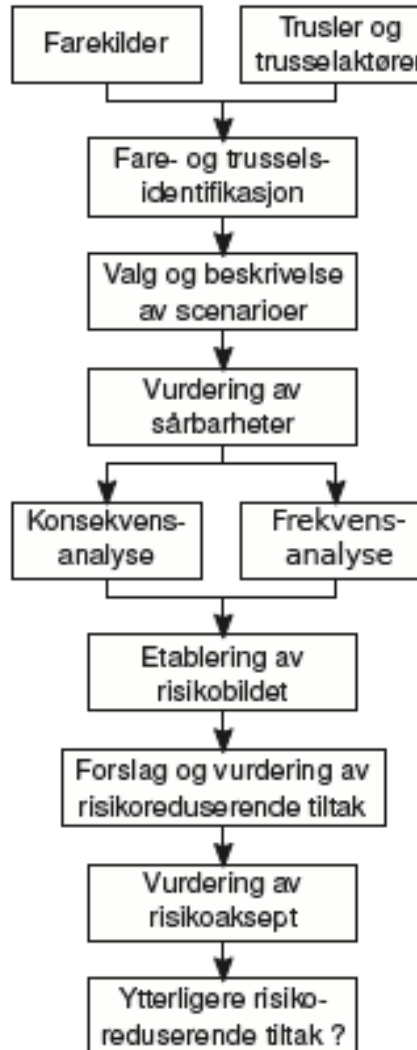 Farekilder
Trusler og
trusselaktører
Fare- og trussels-
identifikasjon
Valg og beskrivelse
av scenarioer
Vurdering av
sårbarheter
Konsekvens-
analyse
Frekvens-
analyse
Etablering av
risikobildet
Forslag og vurdering av
risikoreduserende tiltak
Vurdering av
risikoaksept
Ytterligere risiko-
reduserende tiltak ?